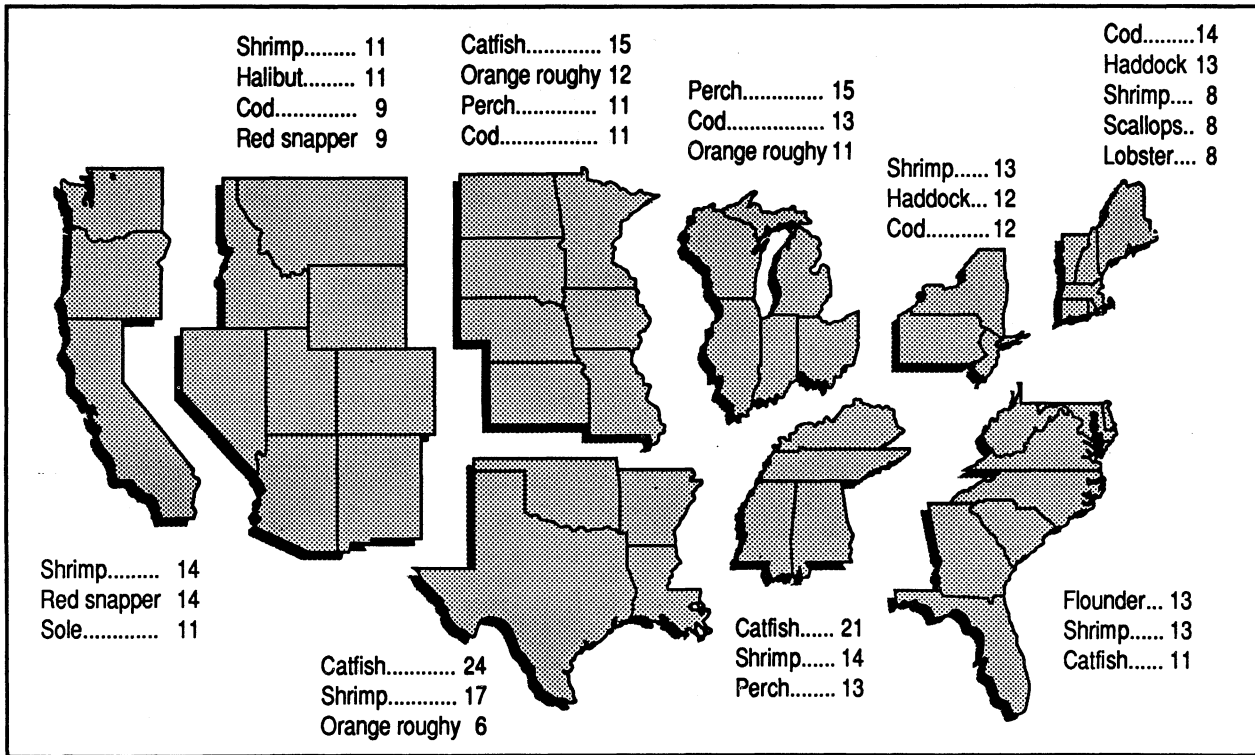 Shrimp......... 11
Halibut......... 11
Cod............... 9
Red snapper 9
Catfish............. 15
Orange roughy 12
Perch............... 11
Cod.................. 11
Perch............... 15
Cod.................. 13
Orange roughy 11
Shrimp...... 13
Haddock... 12
Cod........... 12
Cod......... 14
Haddock 13
Shrimp.... 8
Scallops.. 8
Lobster.... 8
Shrimp......... 14
Red snapper 14
Sole............. 11
Catfish............ 24
Shrimp............ 17
Orange roughy 6
Catfish...... 21
Shrimp...... 14
Perch........ 13
Flounder... 13
Shrimp...... 13
Catfish...... 11